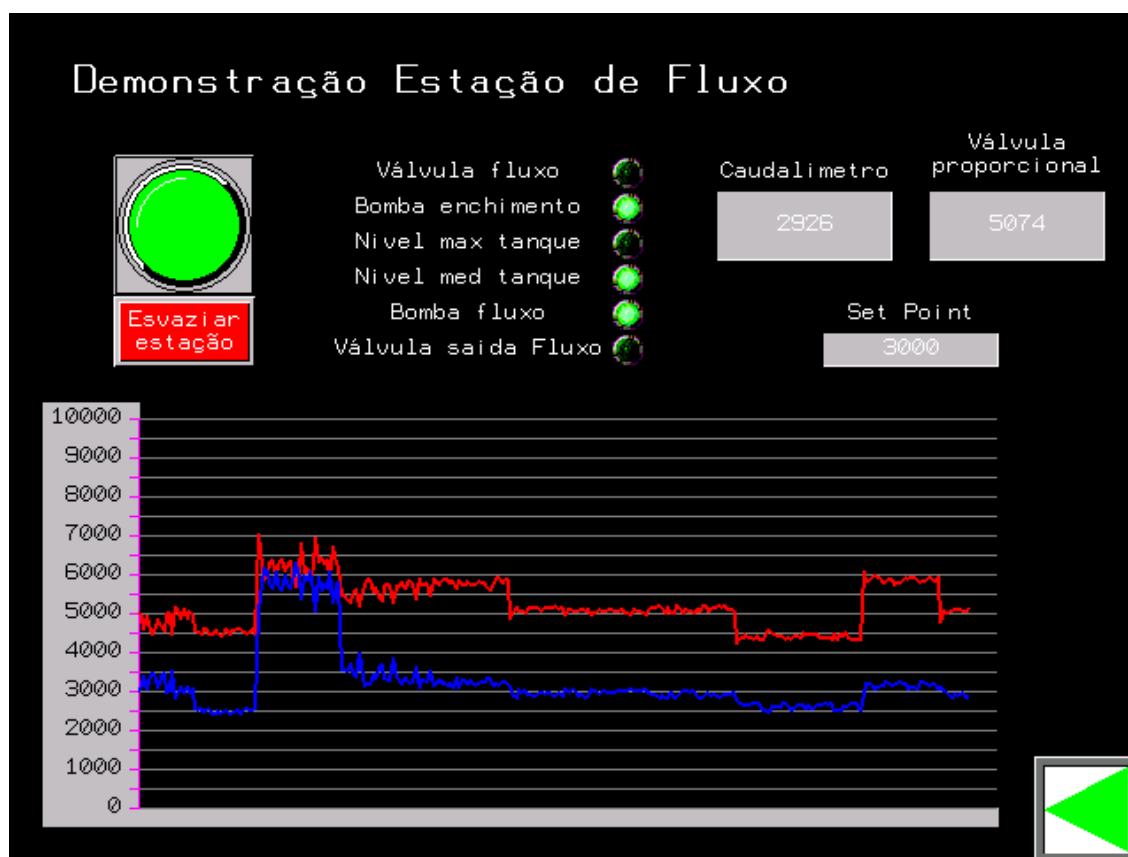 Demonstração Estação de Fluxo
Esvaziar
estação
Válvula fluxo
Bomba enchimento
Nivel max tanque
Nivel med tanque
Bomba fluxo
Válvula saida Fluxo
Caudalimetro
2926
Válvula
proporcional
5074
Set Point
3000
10000
9000
8000
7000
6000
5000
4000
3000
2000
1000
0